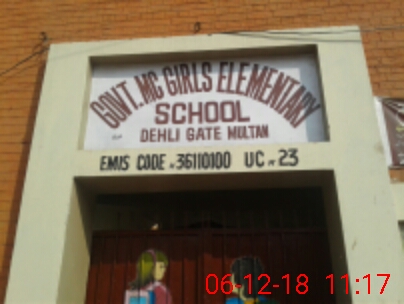 GOVT. MC GIRLS ELEMENTARY
SCHOOL
DEHLI GATE MULTAN
EMIS CODE = 36110100 UC = 23
06-12-18 11:17